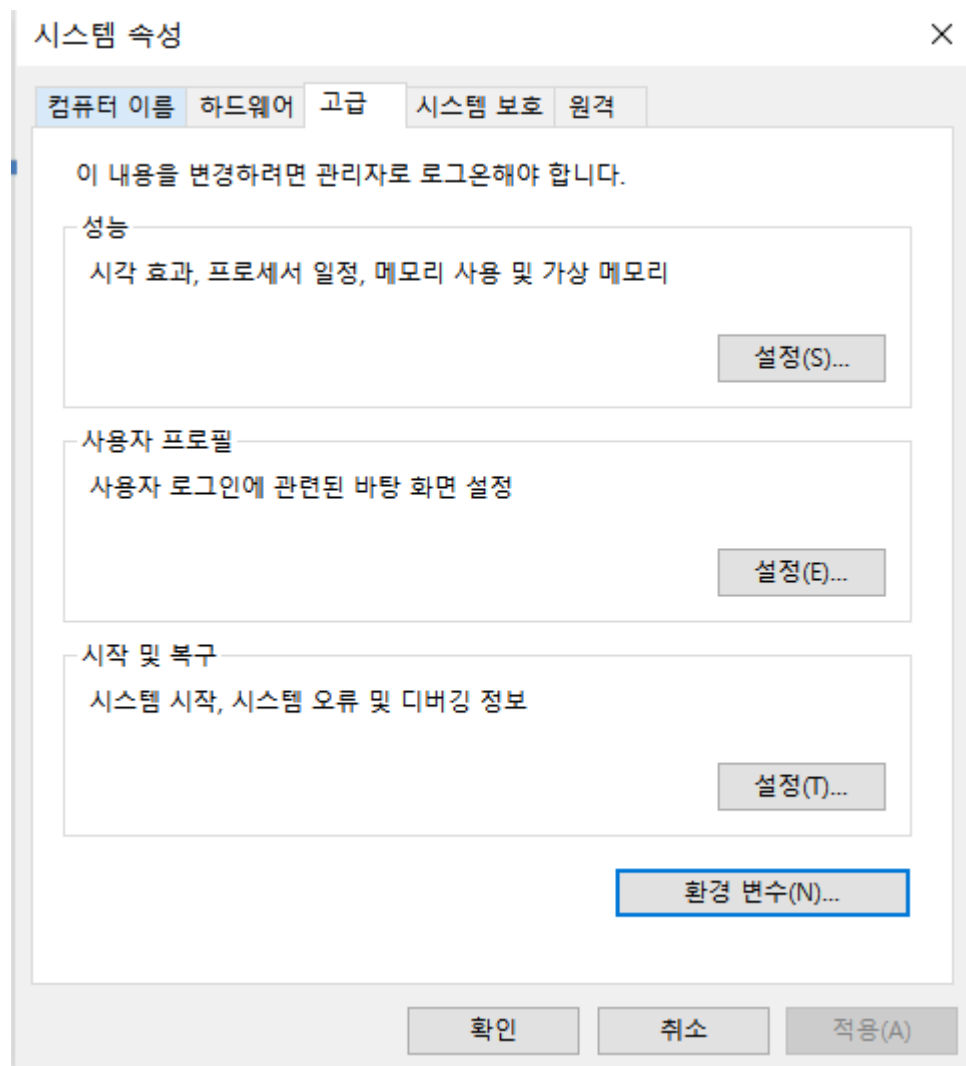 시스템 속성
컴퓨터 이름 하드웨어 고급 시스템 보호 원격
이 내용을 변경하려면 관리자로 로그온해야 합니다.
성능
시각 효과, 프로세서 일정, 메모리 사용 및 가상 메모리
설정(S)...
사용자 프로필
사용자 로그인에 관련된 바탕 화면 설정
설정(E)...
시작 및 복구
시스템 시작, 시스템 오류 및 디버깅 정보
설정(T)...
환경 변수(N)...
확인 취소 적용(A)